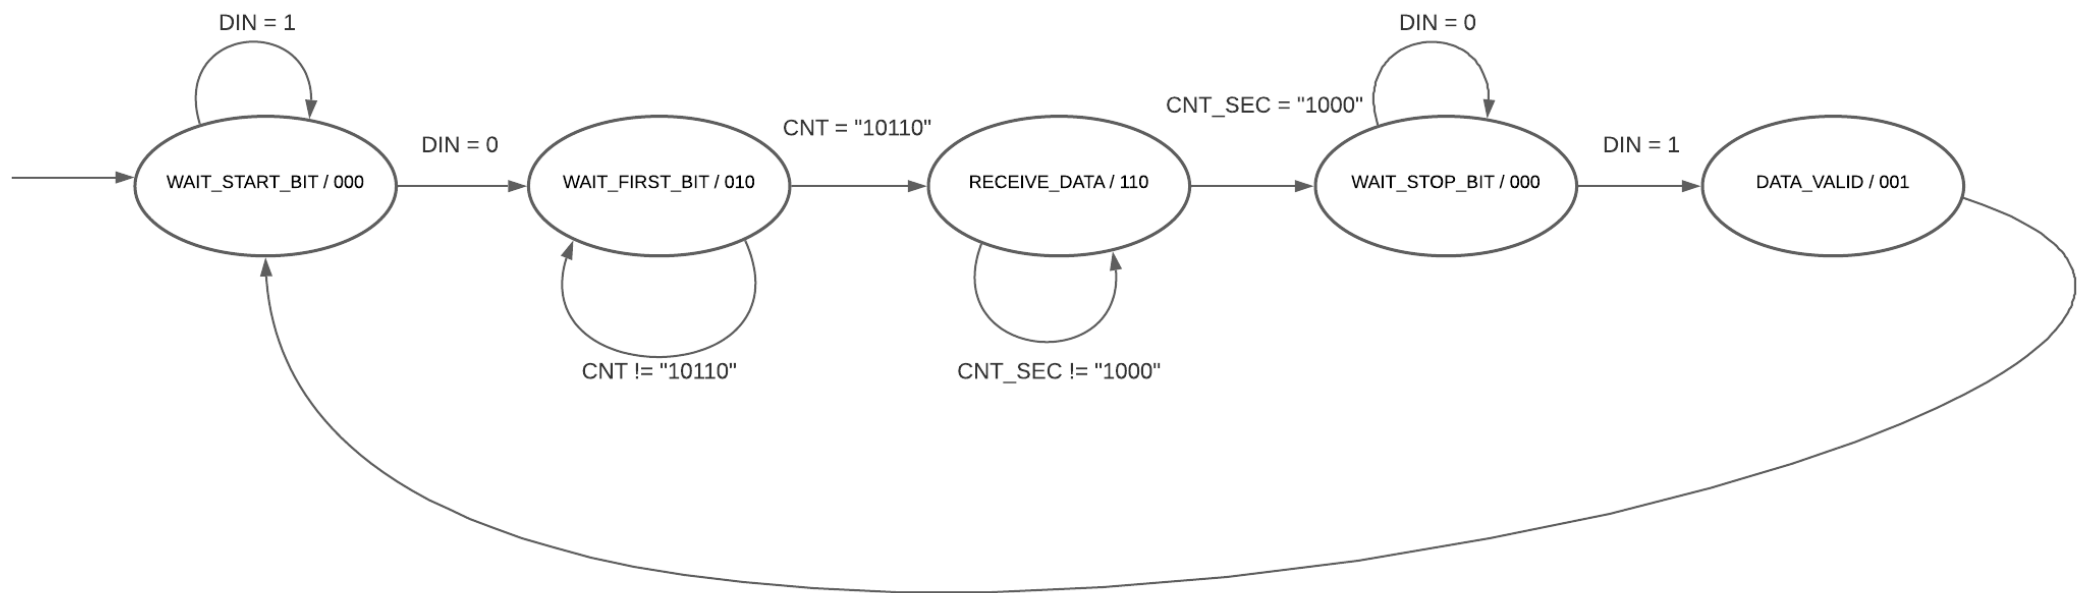 DIN = 1
DIN = 0
CNT_SEC = "1000"
CNT = "10110"
DIN = 0
DIN = 1
WAIT_START_BIT / 000
WAIT_FIRST_BIT / 010
RECEIVE_DATA / 110
WAIT_STOP_BIT / 000
DATA_VALID / 001
CNT != "10110"
CNT_SEC != "1000"